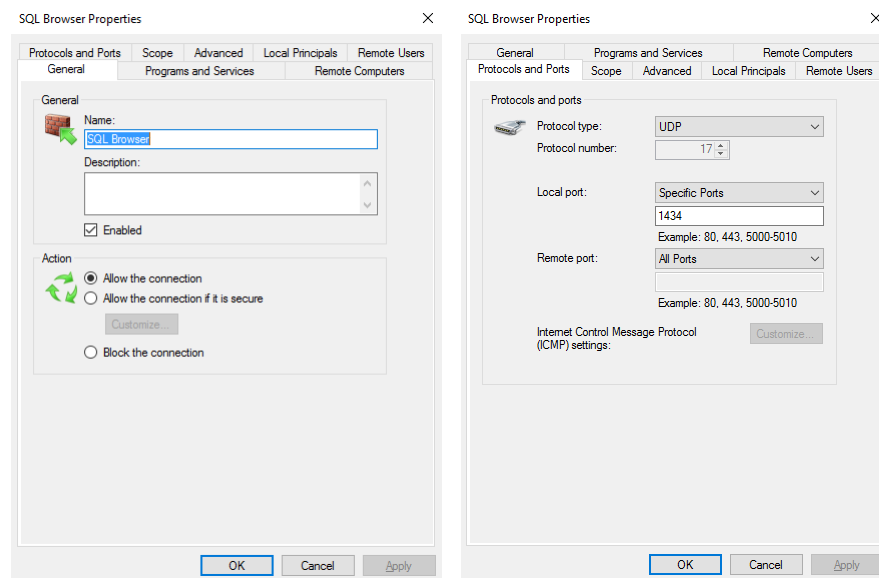 SQL Browser Properties
Protocols and Ports Scope Advanced Local Principals Remote Users
General Programs and Services Remote Computers
General
Name:
SQL Browser
Description:
Enabled
Action
Allow the connection
Allow the connection if it is secure
Customize...
Block the connection
OK Cancel Apply
SQL Browser Properties
General Programs and Services Remote Computers
Protocols and Ports Scope Advanced Local Principals Remote Users
Protocols and ports
Protocol type: UDP
Protocol number: 17
Local port: Specific Ports
1434
Example: 80, 443, 5000-5010
Remote port: All Ports
Example: 80, 443, 5000-5010
Internet Control Message Protocol
(ICMP) settings:
Customize...
OK Cancel Apply